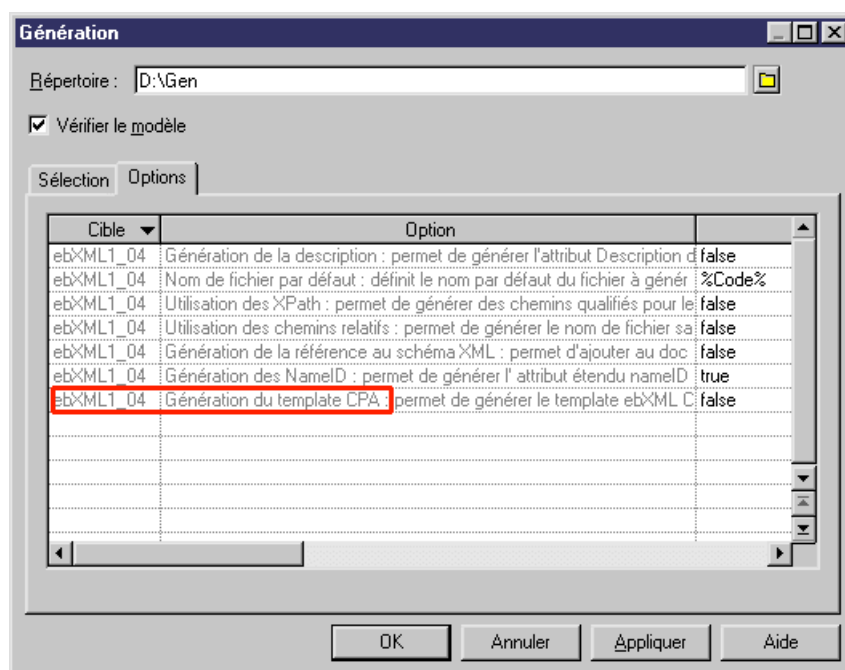 Génération
Répertoire : D:\Gen
Vérifier le modèle
Sélection Options
Cible Option
ebXML1_04 Génération de la description : permet de générer l'attribut Description d false
ebXML1_04 Nom de fichier par défaut : définit le nom par défaut du fichier à génér %Code%
ebXML1_04 Utilisation des XPath : permet de générer des chemins qualifiés pour le false
ebXML1_04 Utilisation des chemins relatifs : permet de générer le nom de fichier sa false
ebXML1_04 Génération de la référence au schéma XML : permet d'ajouter au doc false
ebXML1_04 Génération des NameID : permet de générer l' attribut étendu nameID true
ebXML1_04 Génération du template CPA : permet de générer le template ebXML C false
OK Annuler Appliquer Aide